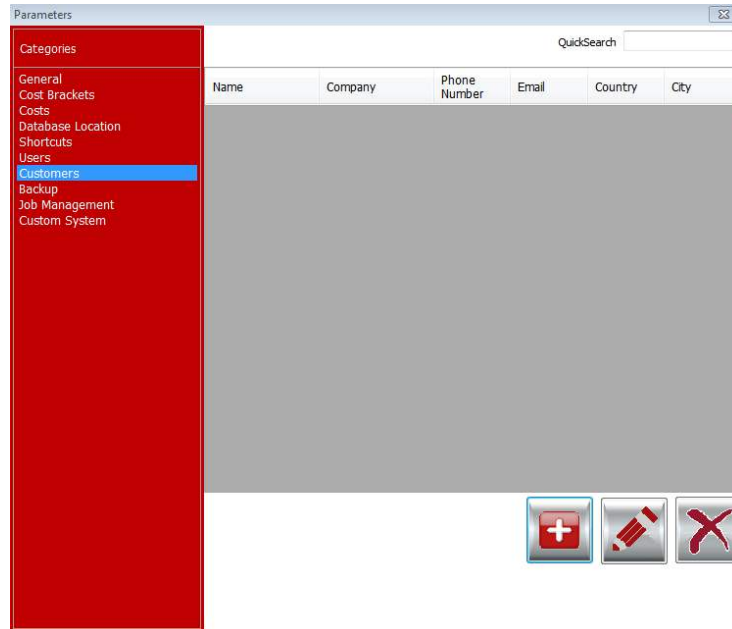 Parameters
Categories
QuickSearch
General
Cost Brackets
Costs
Database Location
Shortcuts
Users
Customers
Backup
Job Management
Custom System
Name Company Phone Number Email Country City